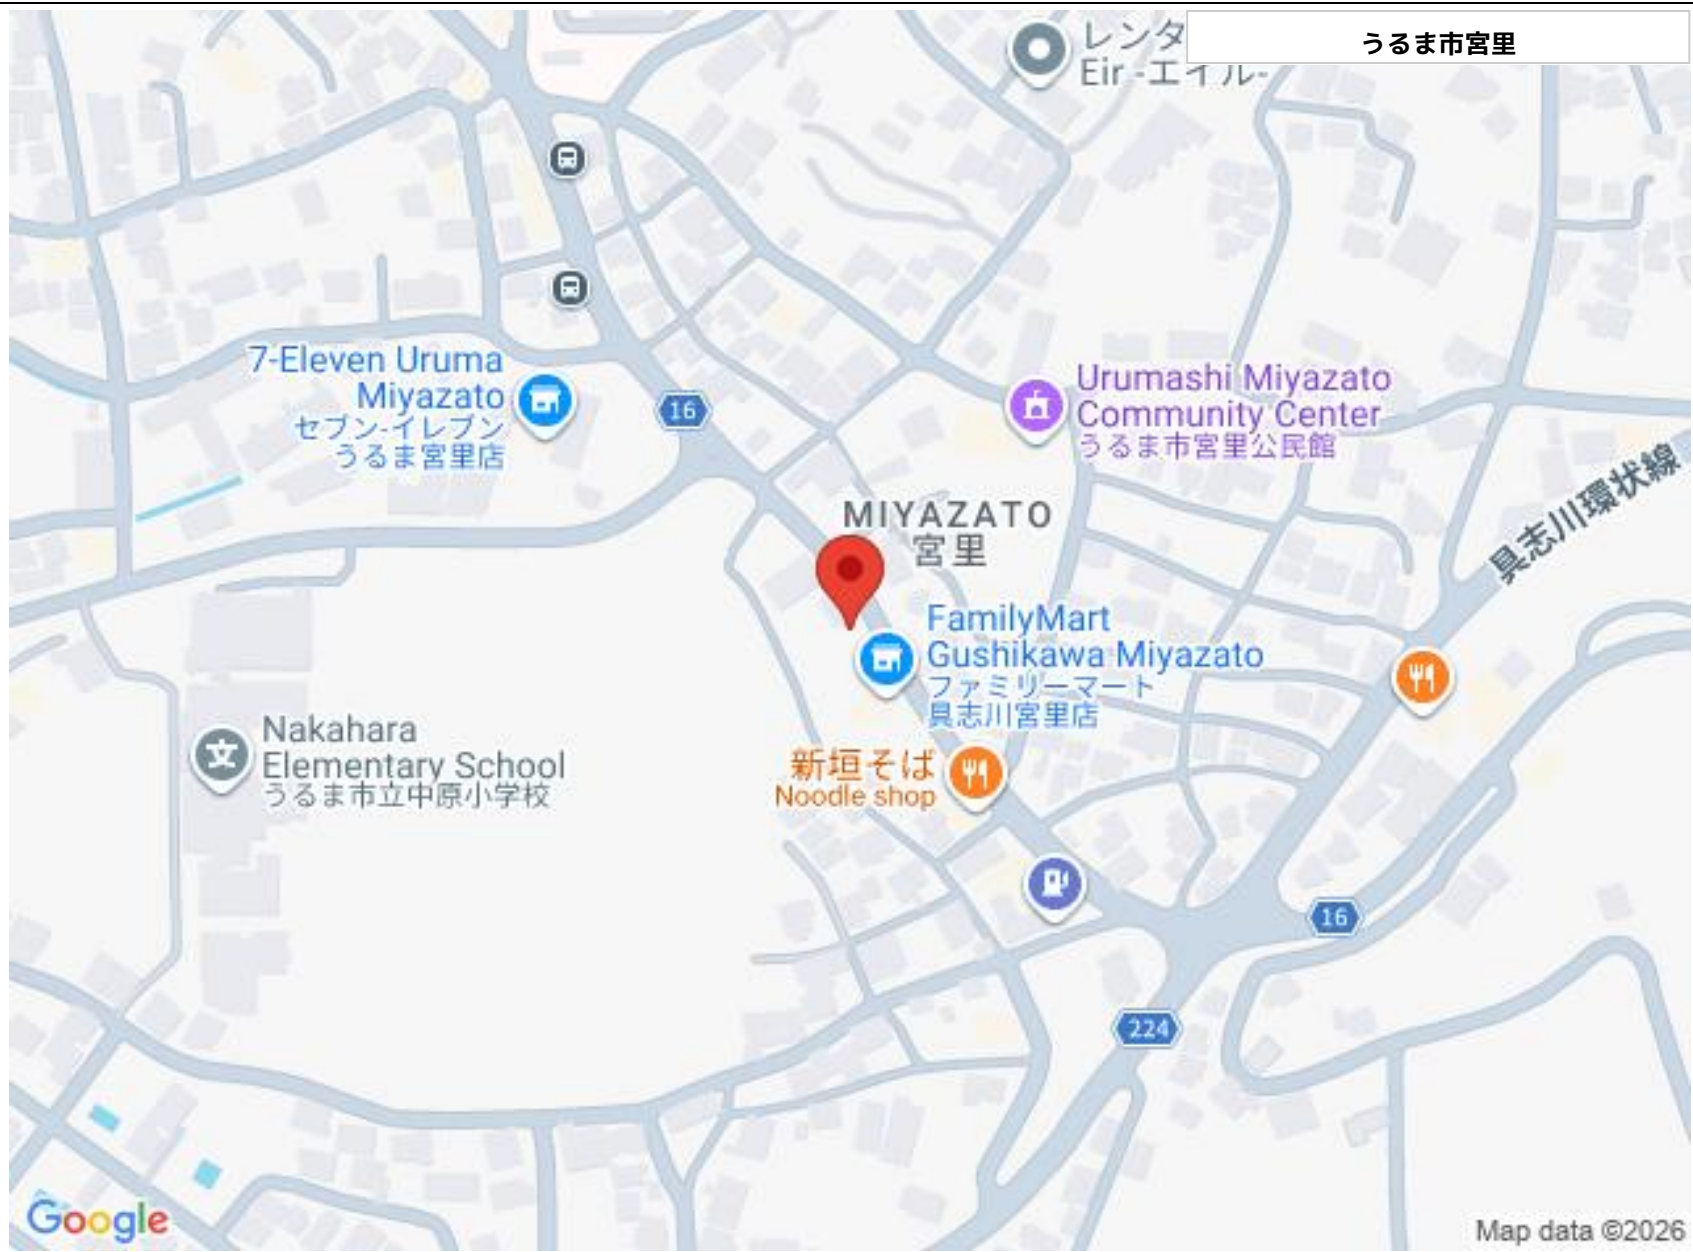 うるま市宮里
レンタ
Eir -エイル-
7-Eleven Uruma
Miyazato
セブン-イレブン
うるま宮里店
16
Urumashi Miyazato
Community Center
うるま市宮里公民館
MIYAZATO
宮里
具志川環状線
FamilyMart
Gushikawa Miyazato
ファミリーマート
具志川宮里店
Nakahara
Elementary School
うるま市立中原小学校
文
新垣そば
Noodle shop
16
224
Google
Map data ©2026